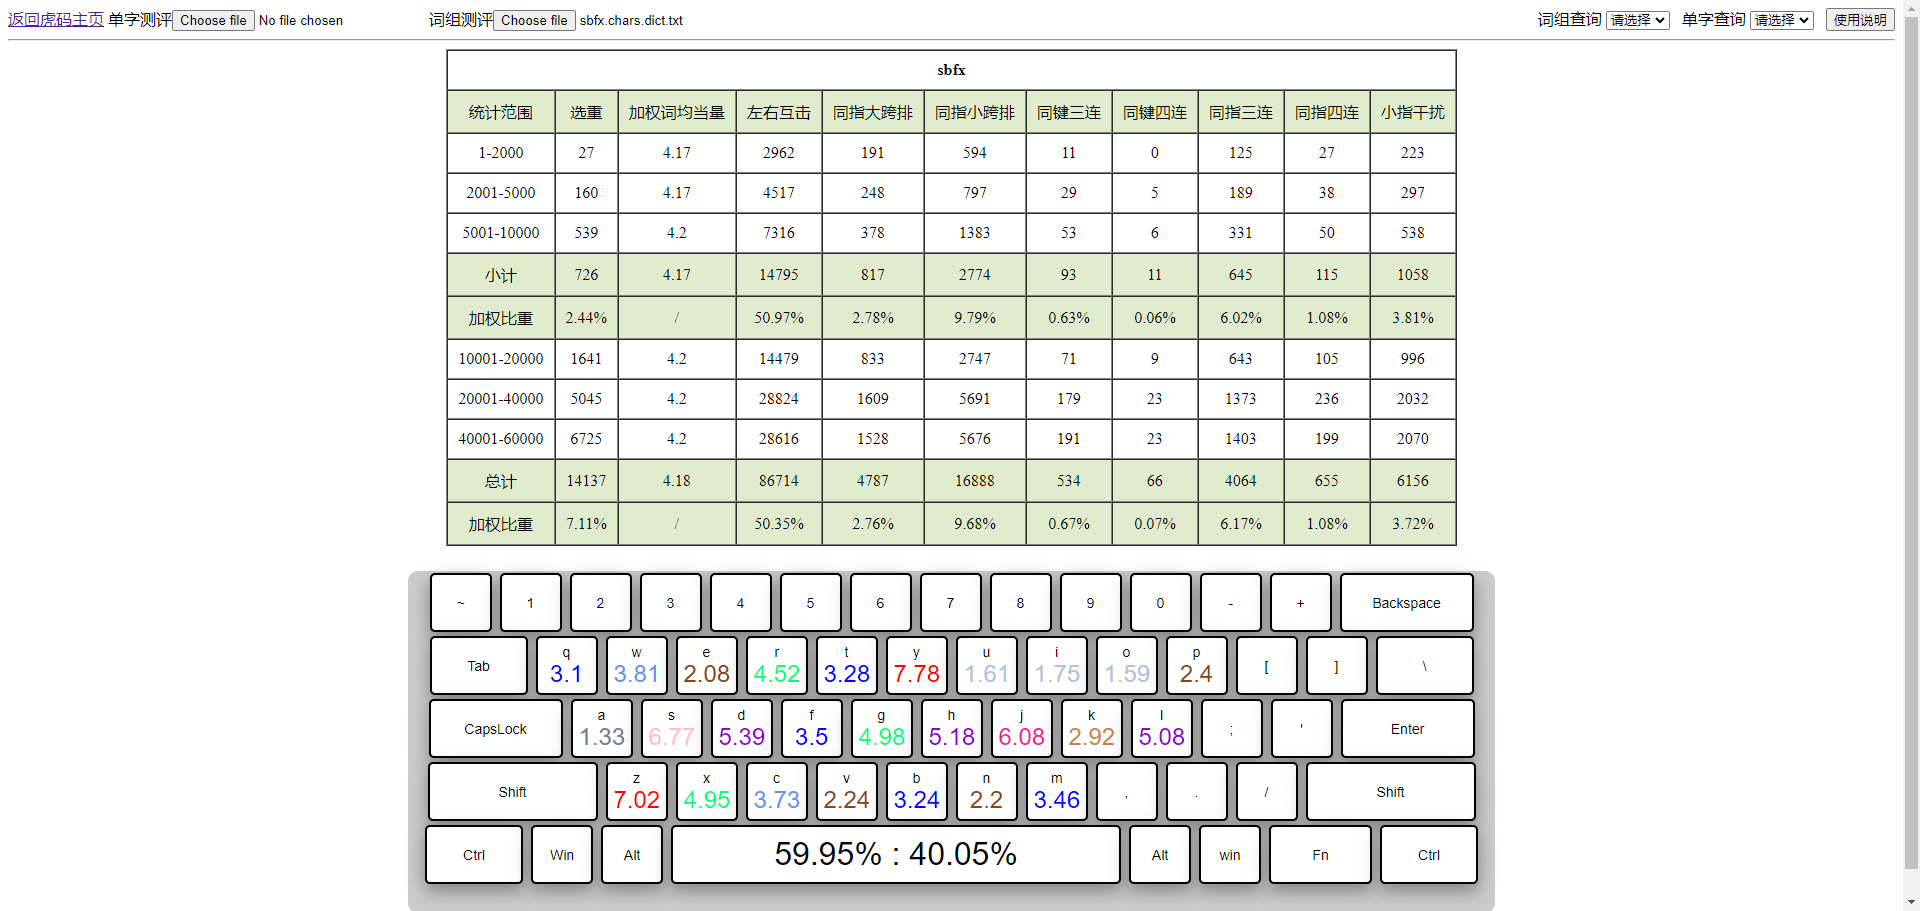 返回虎码主页 单字测评 Choose file No file chosen 词组测评 Choose file sbfx.chars.dict.txt 词组查询 请选择 单字查询 请选择 使用说明
sbfx
统计范围 选重 加权词均当量 左右互击 同指大跨排 同指小跨排 同键三连 同键四连 同指三连 同指四连 小指干扰
1-2000 27 4.17 2962 191 594 11 0 125 27 223
2001-5000 160 4.17 4517 248 797 29 5 189 38 297
5001-10000 539 4.2 7316 378 1383 53 6 331 50 538
小计 726 4.17 14795 817 2774 93 11 645 115 1058
加权比重 2.44% / 50.97% 2.78% 9.79% 0.63% 0.06% 6.02% 1.08% 3.81%
10001-20000 1641 4.2 14479 833 2747 71 9 643 105 996
20001-40000 5045 4.2 28824 1609 5691 179 23 1373 236 2032
40001-60000 6725 4.2 28616 1528 5676 191 23 1403 199 2070
总计 14137 4.18 86714 4787 16888 534 66 4064 655 6156
加权比重 7.11% / 50.35% 2.76% 9.68% 0.67% 0.07% 6.17% 1.08% 3.72%
~ 1 2 3 4 5 6 7 8 9 0 - + Backspace
Tab q w e r t y u i o p [ ] \
3.1 3.81 2.08 4.52 3.28 7.78 1.61 1.75 1.59 2.4
CapsLock a s d f g h j k l ; ' Enter
1.33 6.77 5.39 3.5 4.98 5.18 6.08 2.92 5.08
Shift z x c v b n m , . / Shift
7.02 4.95 3.73 2.24 3.24 2.2 3.46
Ctrl Win Alt 59.95% : 40.05% Alt win Fn Ctrl